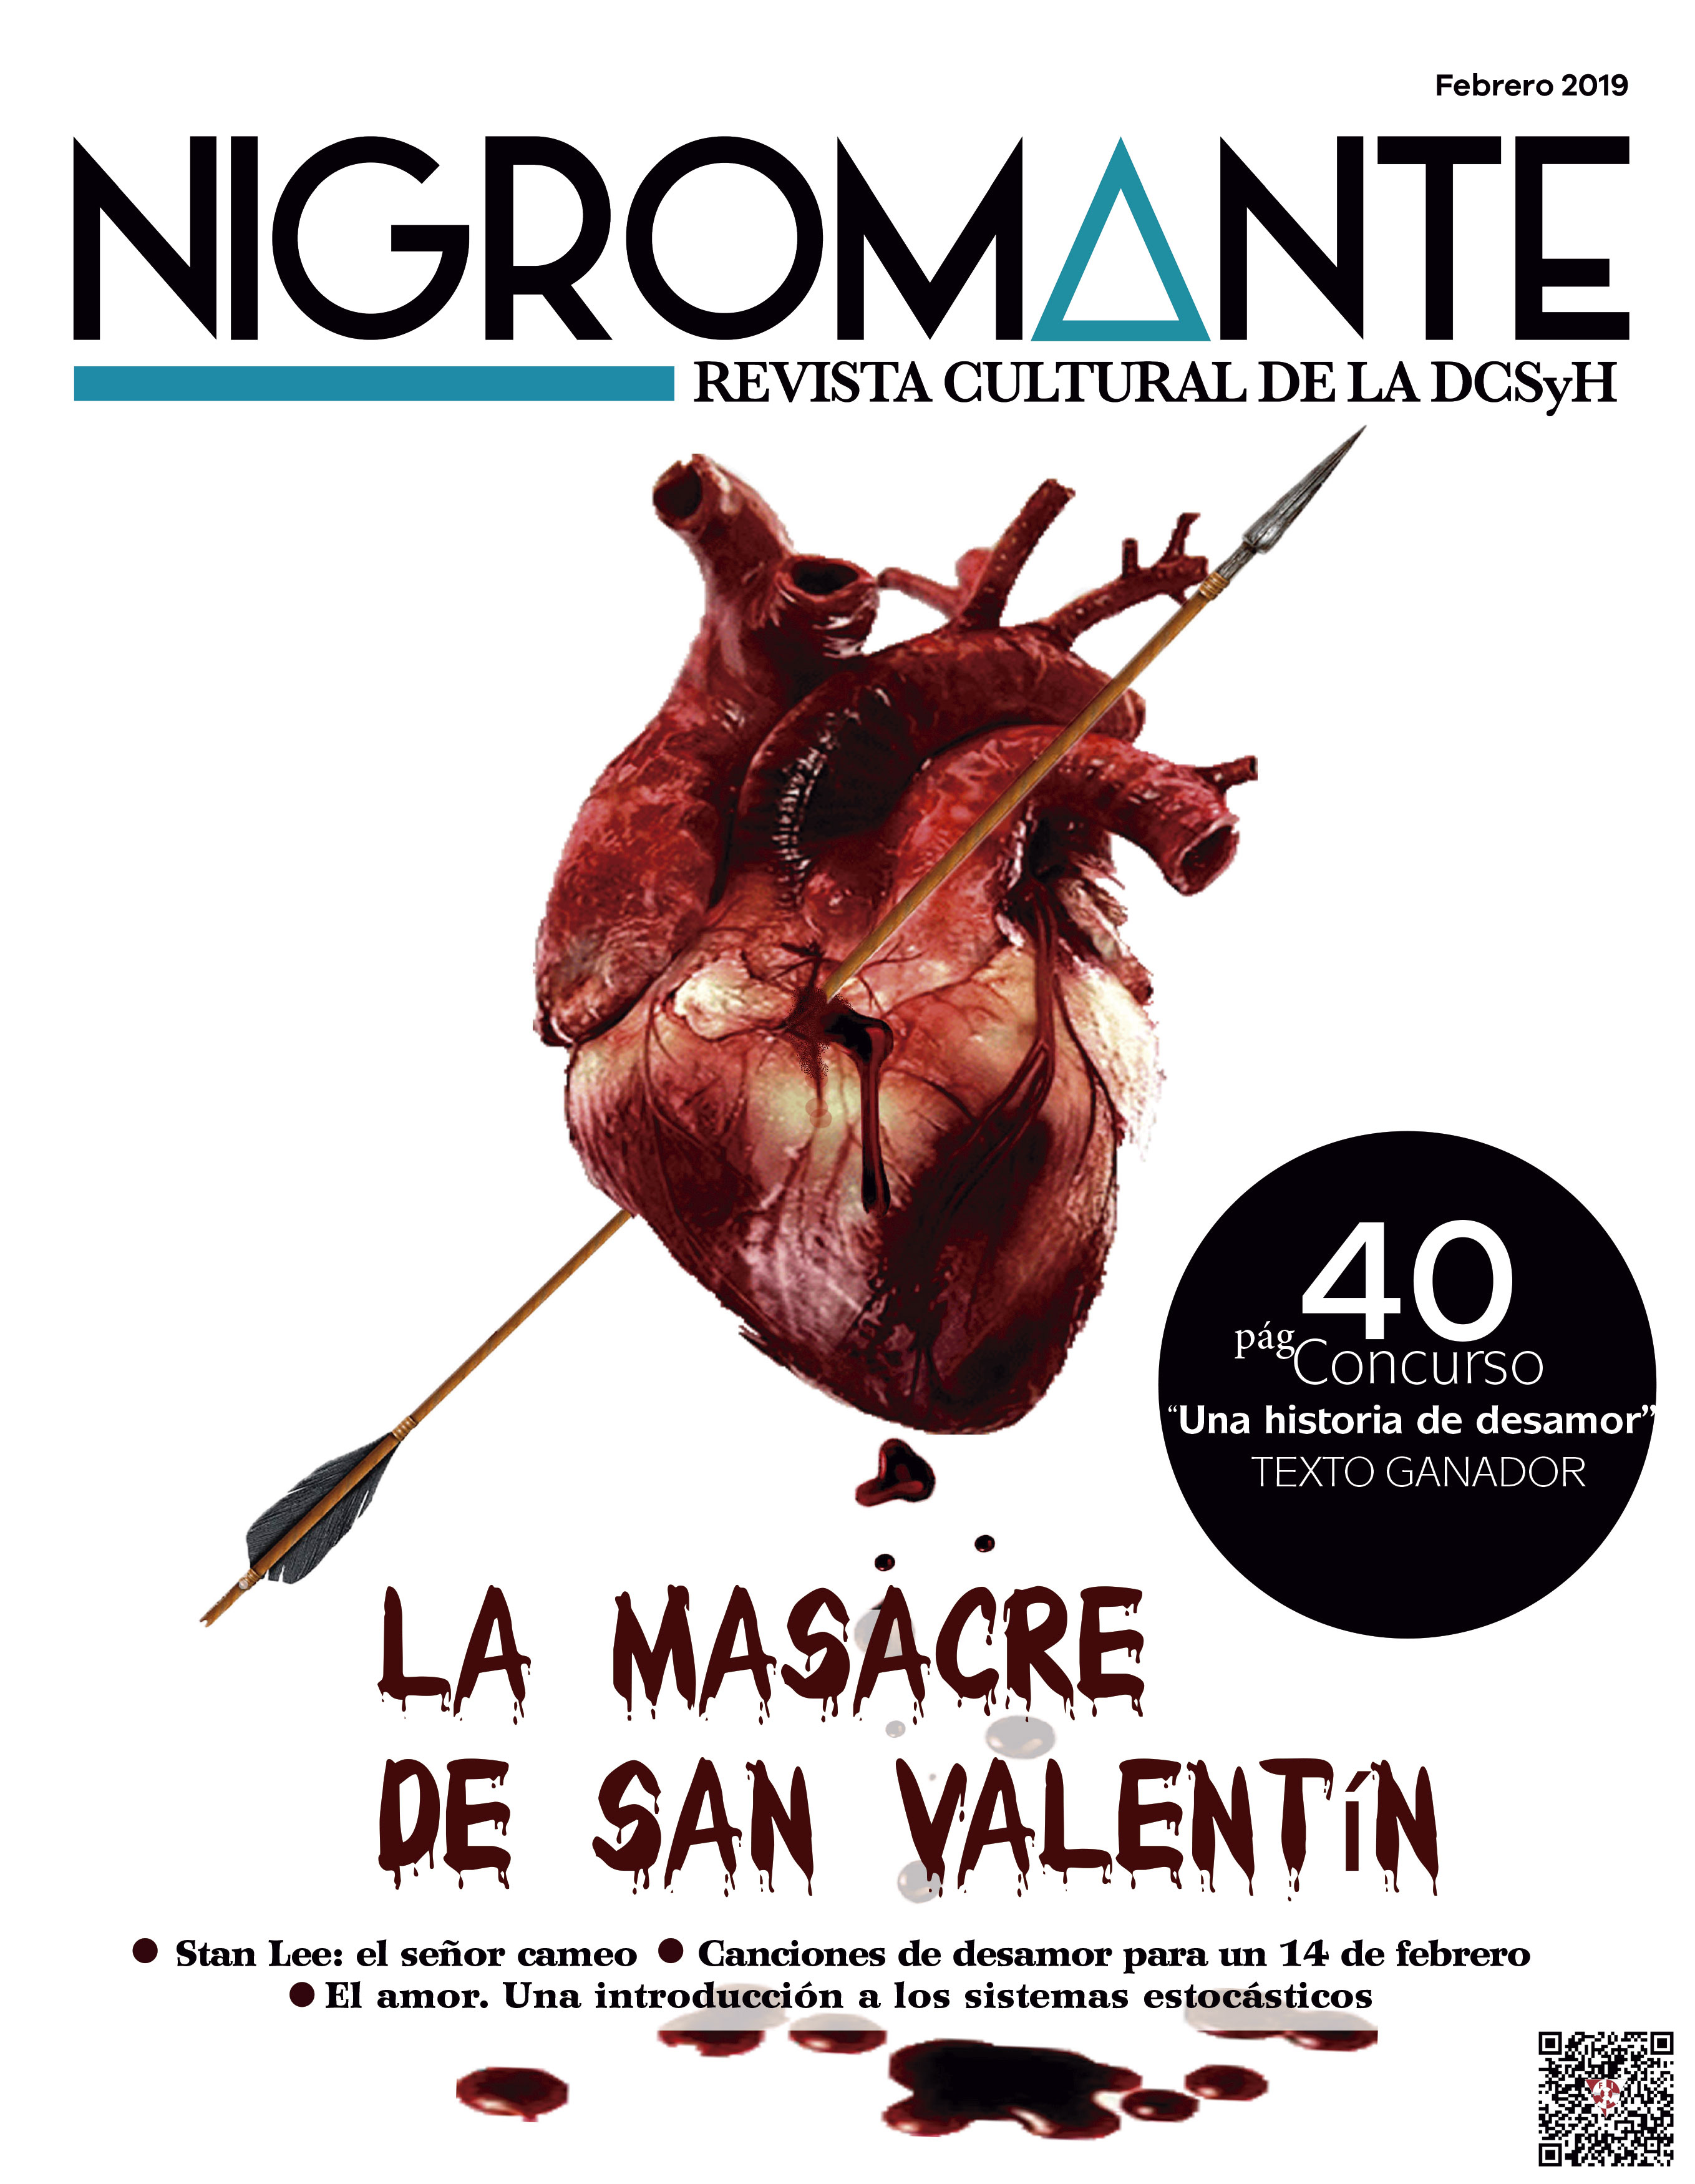 Febrero 2019
NIGROMANTE
REVISTA CULTURAL DE LA DCSyH
40
pág
Concurso
“Una historia de desamor”
TEXTO GANADOR
LA MASACRE
DE SAN VALENTÍN
● Stan Lee: el señor cameo ● Canciones de desamor para un 14 de febrero
● El amor. Una introducción a los sistemas estocásticos